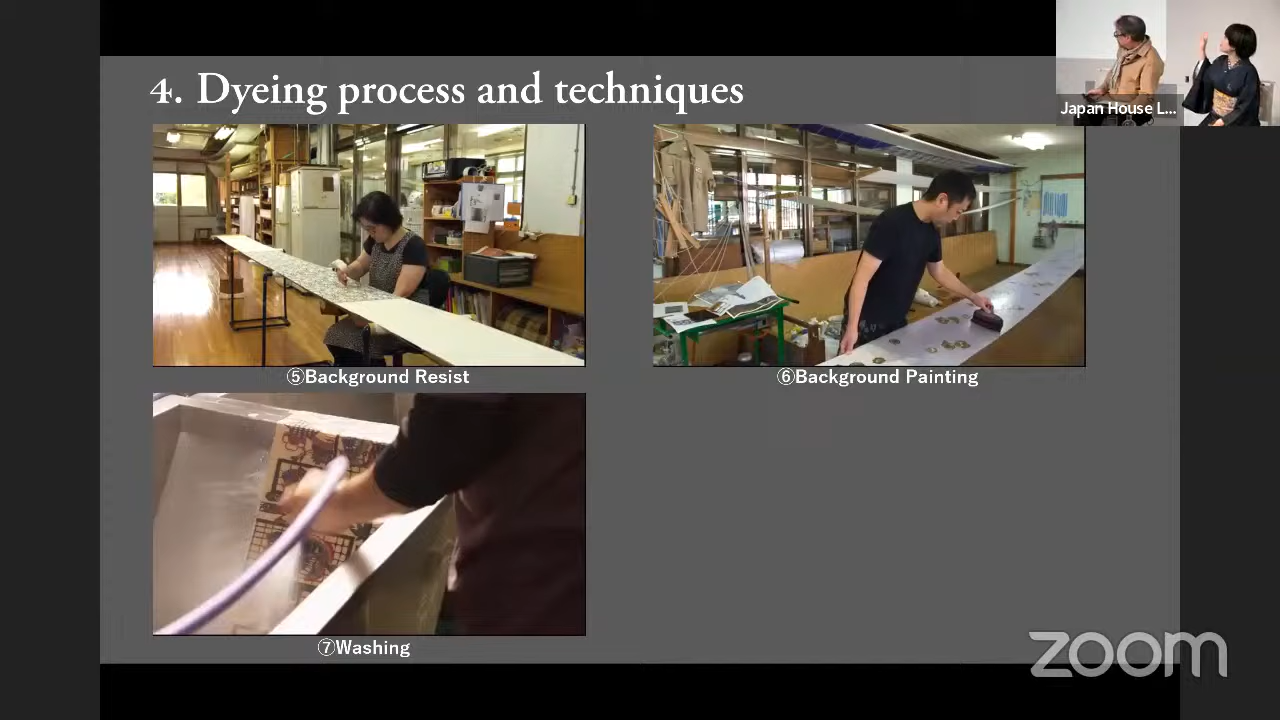 4. Dyeing process and techniques
Japan House L...
⑤Background Resist
⑥Background Painting
⑦Washing
zoom